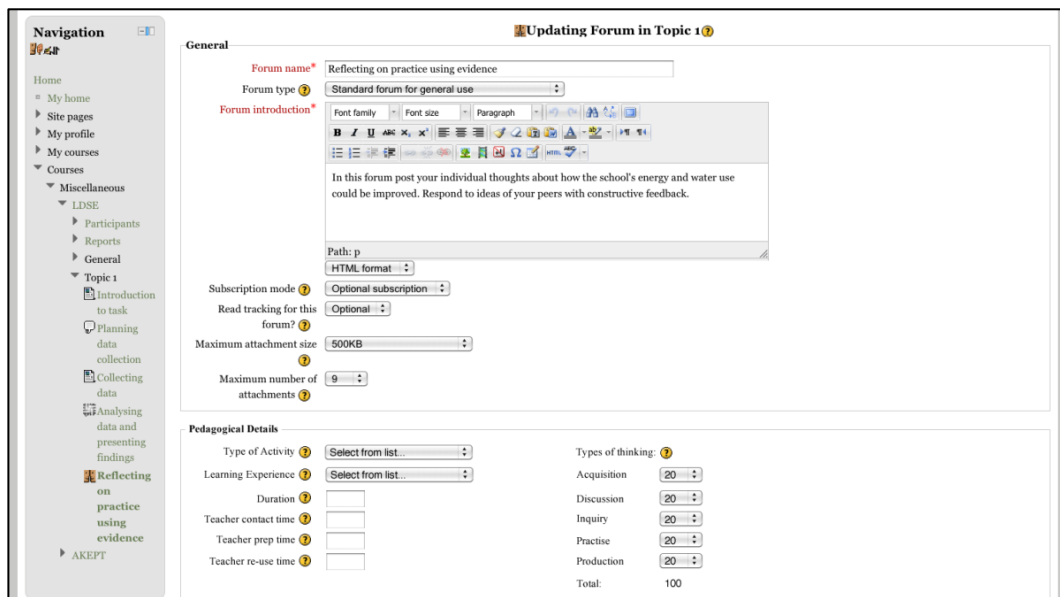 Navigation
Home
My home
Site pages
My profile
My courses
Courses
Miscellaneous
LDSE
Participants
Reports
General
Topic 1
Introduction
to task
Planning
data
collection
Collecting
data
Analysing
data and
presenting
findings
Reflecting
on
practice
using
evidence
AKEPT
Updating Forum in Topic 1
General
Forum name* Reflecting on practice using evidence
Forum type Standard forum for general use
Forum introduction* Font family Font size Paragraph
B I U ABC X₂ X²
HTML ABC
In this forum post your individual thoughts about how the school's energy and water use
could be improved. Respond to ideas of your peers with constructive feedback.
Path: p
HTML format
Subscription mode Optional subscription
Read tracking for this Optional
forum?
Maximum attachment size 500KB
Maximum number of 9
attachments
Pedagogical Details
Type of Activity Select from list... Types of thinking:
Learning Experience Select from list... Acquisition 20
Duration Discussion 20
Teacher contact time Inquiry 20
Teacher prep time Practise 20
Teacher re-use time Production 20
Total: 100